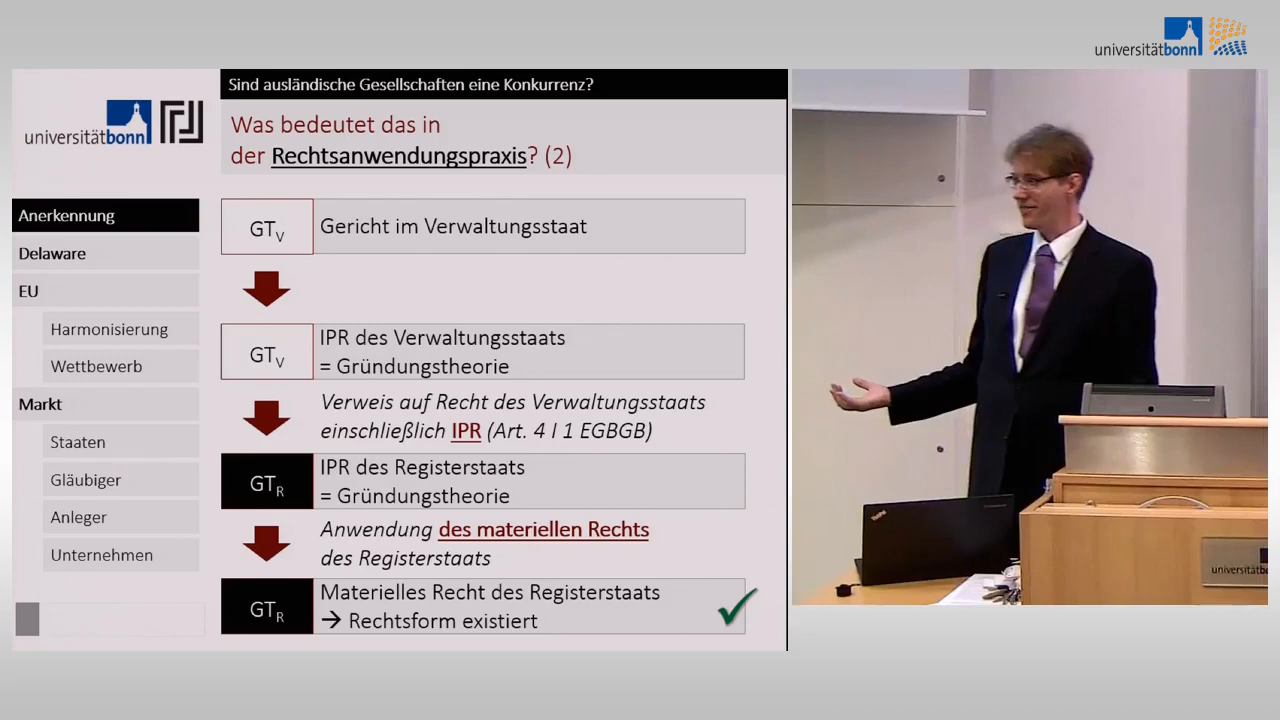 universitätbonn
Sind ausländische Gesellschaften eine Konkurrenz?
universitätbonn
Was bedeutet das in
der Rechtsanwendungspraxis? (2)
Anerkennung
Delaware
EU
Harmonisierung
Wettbewerb
Markt
Staaten
Gläubiger
Anleger
Unternehmen
GTV Gericht im Verwaltungsstaat
GTV IPR des Verwaltungsstaats
= Gründungstheorie
Verweis auf Recht des Verwaltungsstaats
einschließlich IPR (Art. 4 I 1 EGBGB)
GTR IPR des Registerstaats
= Gründungstheorie
Anwendung des materiellen Rechts
des Registerstaats
GTR Materielles Recht des Registerstaats
→ Rechtsform existiert
ThinkPad